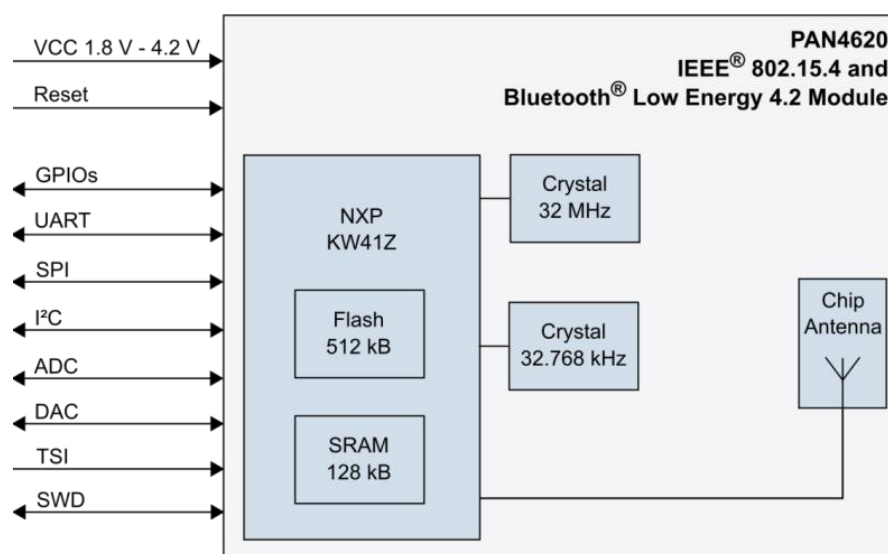 VCC 1.8 V - 4.2 V
Reset
GPIOs
UART
SPI
I²C
ADC
DAC
TSI
SWD
PAN4620
IEEE® 802.15.4 and
Bluetooth® Low Energy 4.2 Module
NXP
KW41Z
Flash
512 kB
SRAM
128 kB
Crystal
32 MHz
Crystal
32.768 kHz
Chip
Antenna